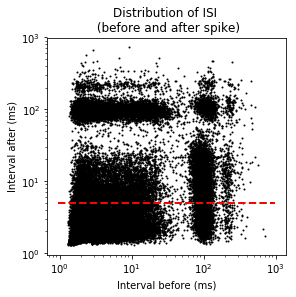 Distribution of ISI
(before and after spike)
Interval after (ms)
10³
10²
10¹
10⁰
10⁰ 10¹ 10² 10³
Interval before (ms)